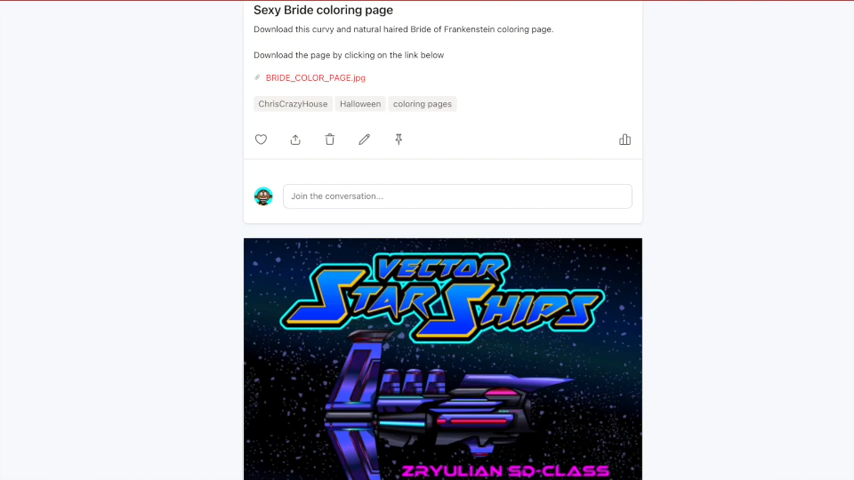 Sexy Bride coloring page
Download this curvy and natural haired Bride of Frankenstein coloring page.
Download the page by clicking on the link below
BRIDE_COLOR_PAGE.jpg
ChrisCrazyHouse Halloween coloring pages
Join the conversation...
VECTOR
STAR SHIPS
ZRYULIAN SD-CLASS